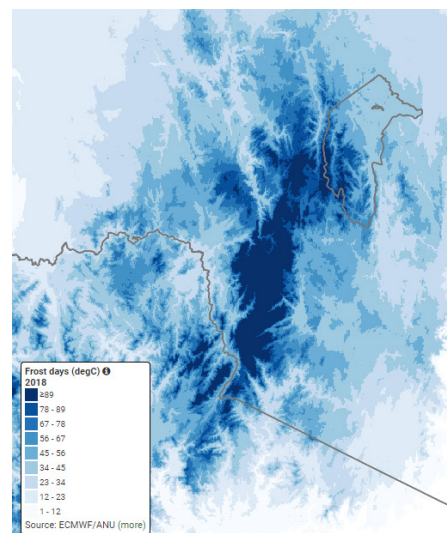 Frost days (degC)
2018
≥89
78 - 89
67 - 78
56 - 67
45 - 56
34 - 45
23 - 34
12 - 23
1 - 12
Source: ECMWF/ANU (more)